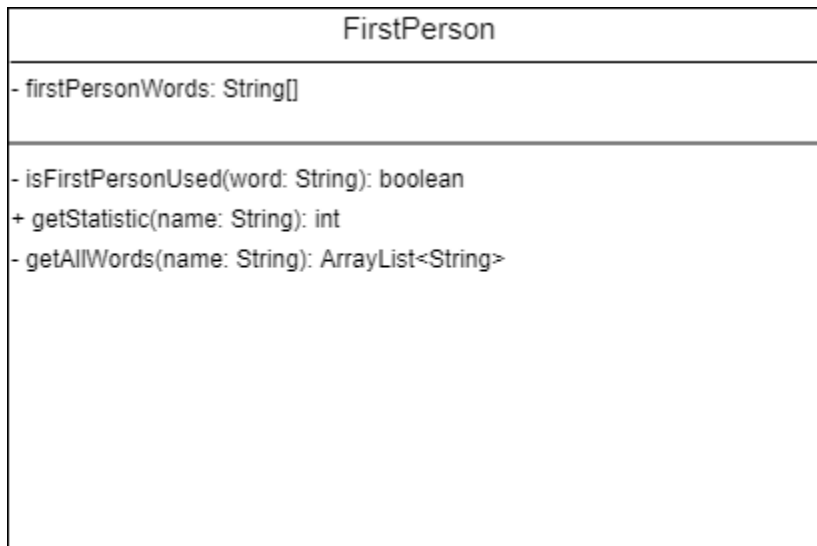 FirstPerson
- firstPersonWords: String[]
- isFirstPersonUsed(word: String): boolean
+ getStatistic(name: String): int
- getAllWords(name: String): ArrayList<String>